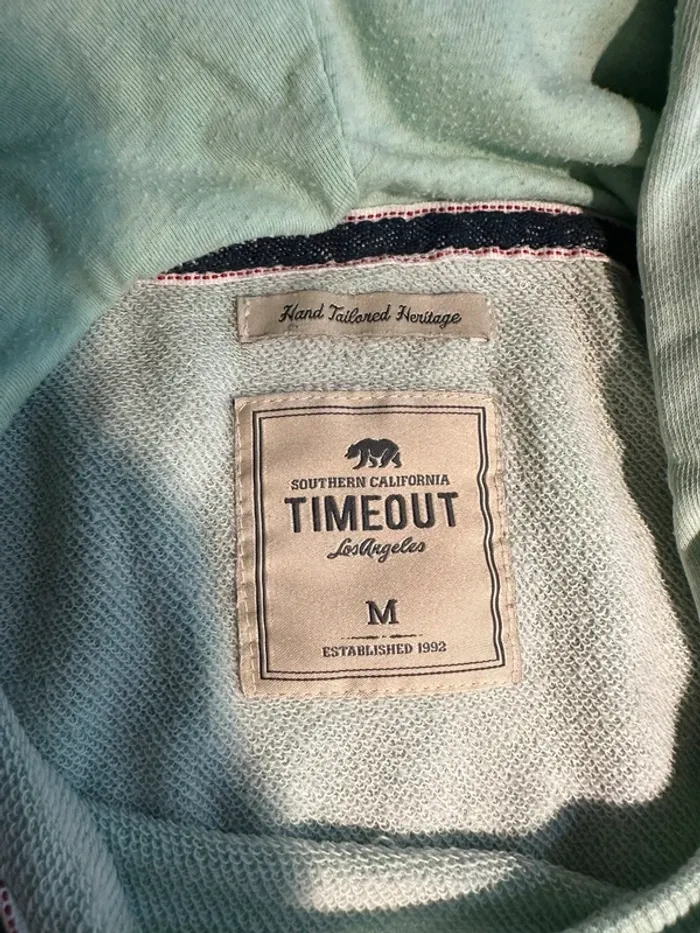 Hand Tailored Heritage
SOUTHERN CALIFORNIA
TIMEOUT
Los Angeles
M
ESTABLISHED 1992